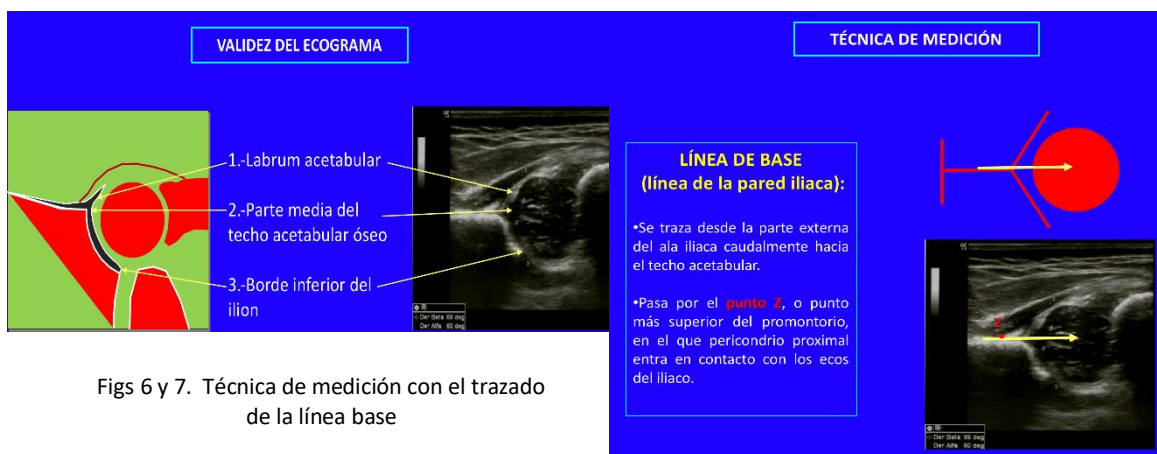 VALIDEZ DEL ECOGRAMA
1.-Labrum acetabular
2.-Parte media del
techo acetabular óseo
3.-Borde inferior del
ilion
Der Beta 69 deg
Der Alfa 60 deg
Figs 6 y 7. Técnica de medición con el trazado
de la línea base
TÉCNICA DE MEDICIÓN
LÍNEA DE BASE
(línea de la pared iliaca):
•Se traza desde la parte externa
del ala iliaca caudalmente hacia
el techo acetabular.
•Pasa por el punto Z, o punto
más superior del promontorio,
en el que pericondrio proximal
entra en contacto con los ecos
del iliaco.
Z
Der Beta 69 deg
Der Alfa 60 deg